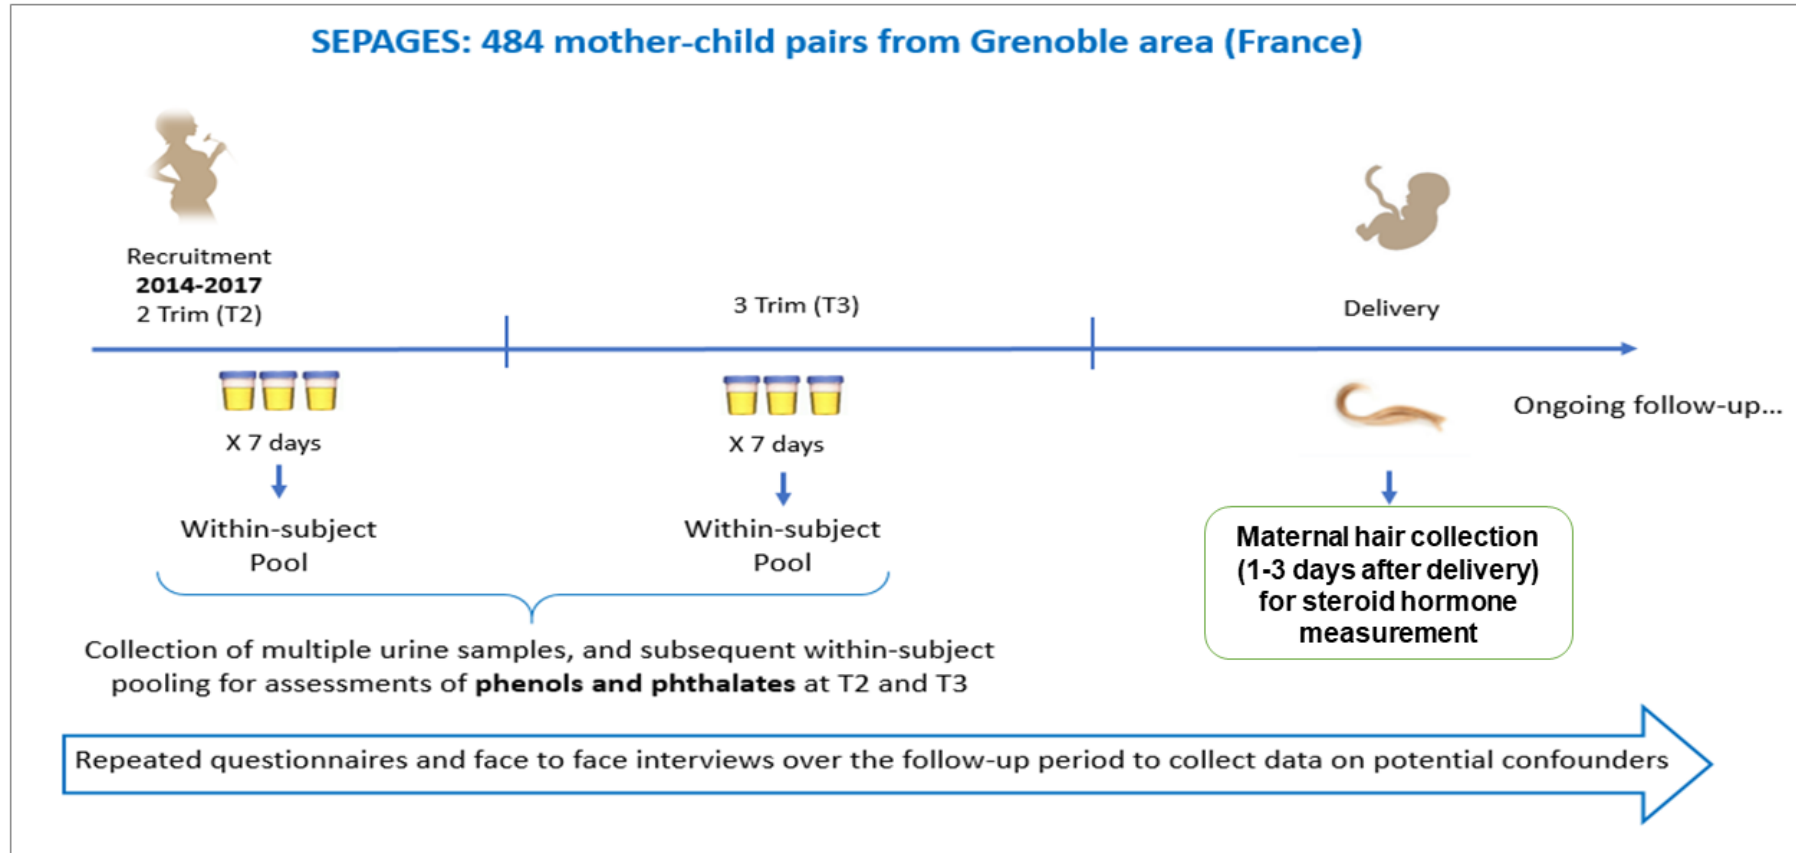 SEPAGES: 484 mother-child pairs from Grenoble area (France)
Recruitment
2014-2017
2 Trim (T2)
3 Trim (T3)
Delivery
X 7 days
X 7 days
Ongoing follow-up...
Within-subject
Pool
Within-subject
Pool
Maternal hair collection
(1-3 days after delivery)
for steroid hormone
measurement
Collection of multiple urine samples, and subsequent within-subject
pooling for assessments of phenols and phthalates at T2 and T3
Repeated questionnaires and face to face interviews over the follow-up period to collect data on potential confounders